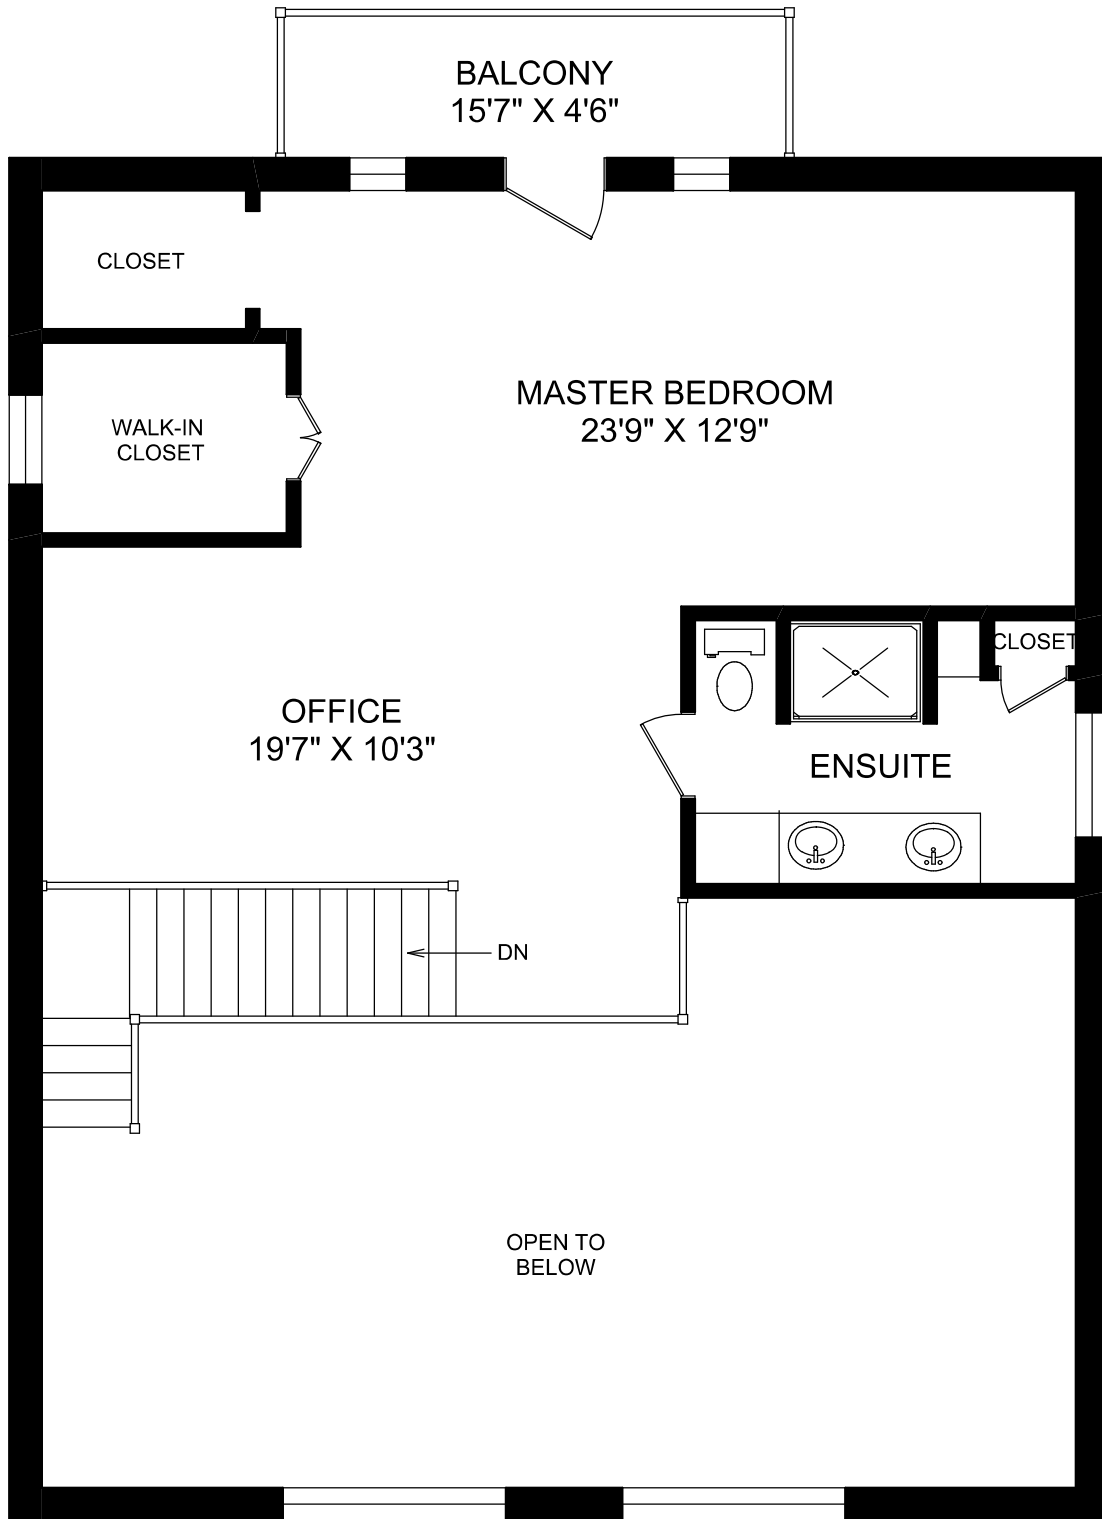 BALCONY
15'7" X 4'6"
CLOSET
MASTER BEDROOM
23'9" X 12'9"
WALK-IN
CLOSET
CLOSET
OFFICE
19'7" X 10'3"
ENSUITE
DN
OPEN TO
BELOW